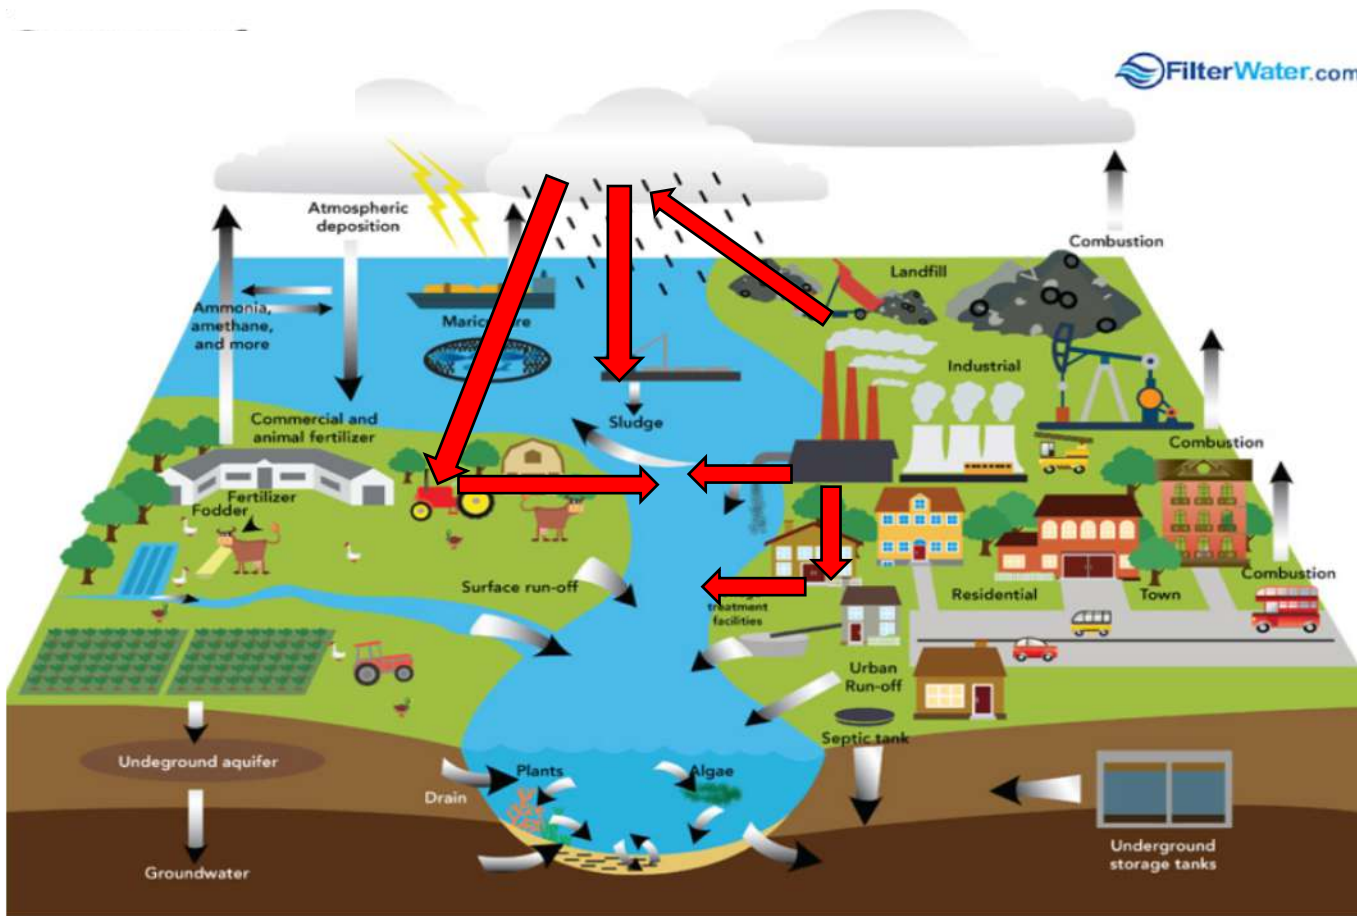 FilterWater.com
Atmospheric
deposition
Combustion
Landfill
Ammonia,
amethane,
and more
Industrial
Commercial and
animal fertilizer
Sludge
Combustion
Fertilizer
Fodder
Surface run-off
Combustion
Residential
Town
treatment
facilities
Urban
Run-off
Septic tank
Undeground aquifer
Plants
Algae
Drain
Groundwater
Underground
storage tanks